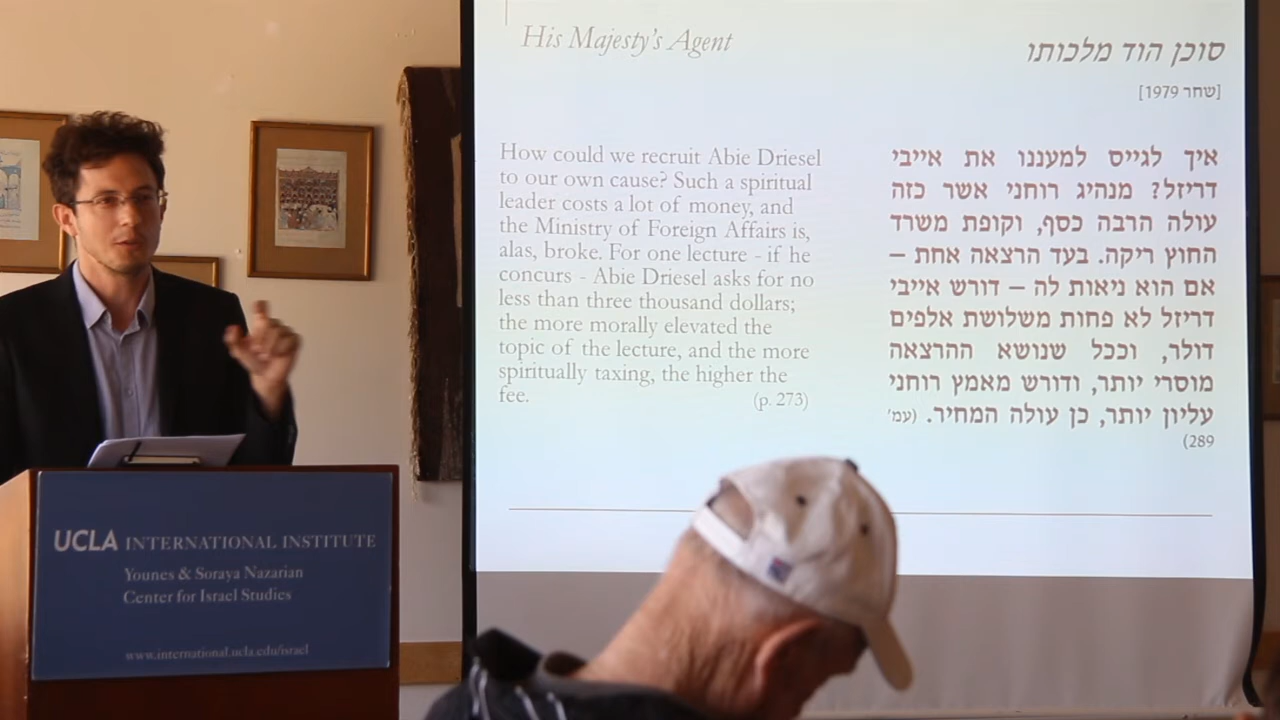 His Majesty's Agent
How could we recruit Abie Driesel
to our own cause? Such a spiritual
leader costs a lot of money, and
the Ministry of Foreign Affairs is,
alas, broke. For one lecture - if he
concurs - Abie Driesel asks for no
less than three thousand dollars;
the more morally elevated the
topic of the lecture, and the more
spiritually taxing, the higher the
fee. (p. 273)
סוכן הוד מלכותו
[שחר 1979]
איך לגייס למעננו את אייבי
דריזל? מנהיג רוחני אשר כזה
עולה הרבה כסף, וקופת משרד
החוץ ריקה. בעד הרצאה אחת –
אם הוא ניאות לה – דורש אייבי
דריזל לא פחות משלושת אלפים
דולר, וככל שנושא ההרצאה
מוסרי יותר, ודורש מאמץ רוחני
עליון יותר, כן עולה המחיר. (עמ'
289)
UCLA INTERNATIONAL INSTITUTE
Younes & Soraya Nazarian
Center for Israel Studies
www.international.ucla.edu/israel